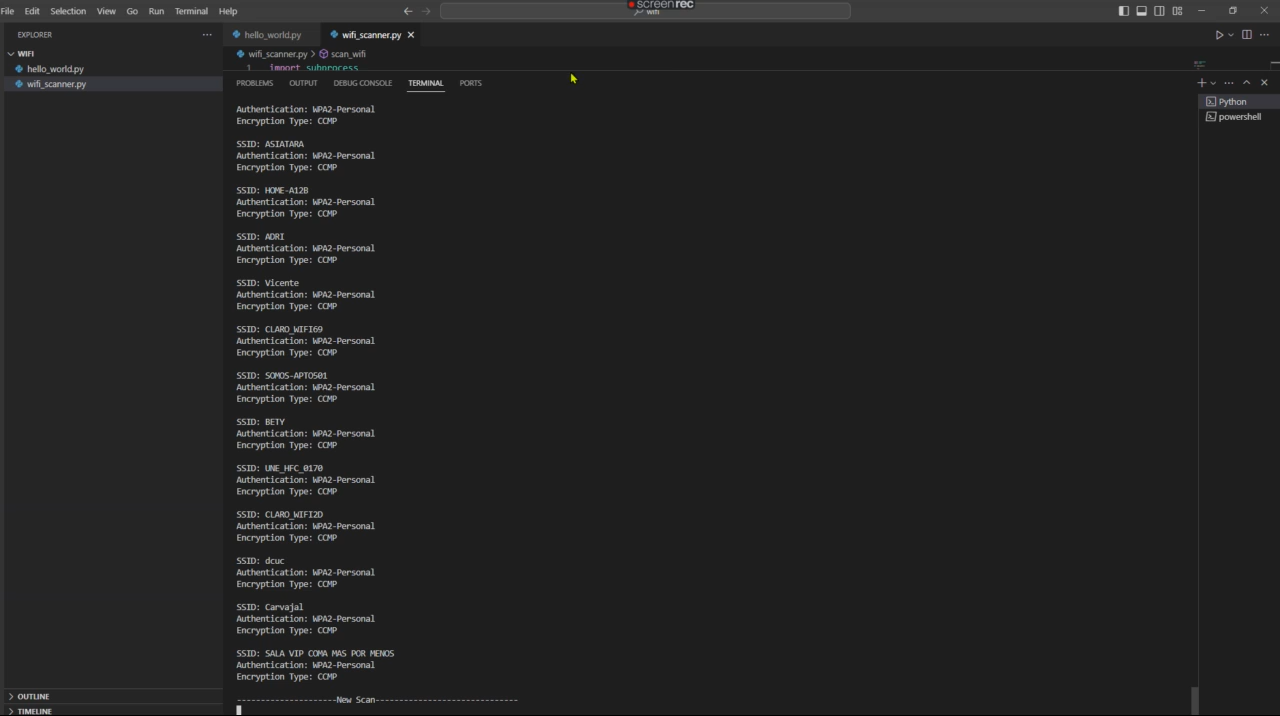 File Edit Selection View Go Run Terminal Help
screenrec
wifi
EXPLORER
hello_world.py
wifi_scanner.py
WIFI
wifi_scanner.py > scan_wifi
hello_world.py
1 import subprocess
wifi_scanner.py
PROBLEMS OUTPUT DEBUG CONSOLE TERMINAL PORTS
Python
powershell
Authentication: WPA2-Personal
Encryption Type: CCMP
SSID: ASIATARA
Authentication: WPA2-Personal
Encryption Type: CCMP
SSID: HOME-A12B
Authentication: WPA2-Personal
Encryption Type: CCMP
SSID: ADRI
Authentication: WPA2-Personal
Encryption Type: CCMP
SSID: Vicente
Authentication: WPA2-Personal
Encryption Type: CCMP
SSID: CLARO_WIFI69
Authentication: WPA2-Personal
Encryption Type: CCMP
SSID: SOMOS-APTO501
Authentication: WPA2-Personal
Encryption Type: CCMP
SSID: BETY
Authentication: WPA2-Personal
Encryption Type: CCMP
SSID: UNE_HFC_0170
Authentication: WPA2-Personal
Encryption Type: CCMP
SSID: CLARO_WIFI2D
Authentication: WPA2-Personal
Encryption Type: CCMP
SSID: dcuc
Authentication: WPA2-Personal
Encryption Type: CCMP
SSID: Carvajal
Authentication: WPA2-Personal
Encryption Type: CCMP
SSID: SALA VIP COMA MAS POR MENOS
Authentication: WPA2-Personal
Encryption Type: CCMP
---------------------New Scan------------------------------
OUTLINE
TIMELINE